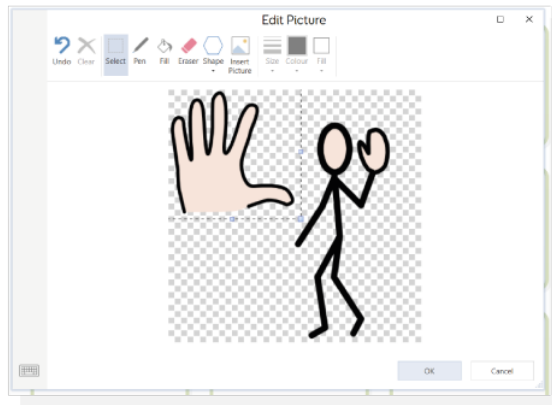 Edit Picture
Undo Clear Select Pen Fill Eraser Shape Insert Picture Size Colour Fill
OK Cancel